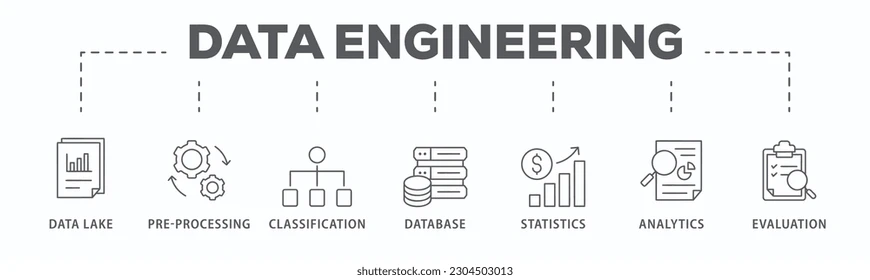 DATA ENGINEERING
DATA LAKE PRE-PROCESSING CLASSIFICATION DATABASE STATISTICS ANALYTICS EVALUATION
$
shutterstock.com · 2304503013